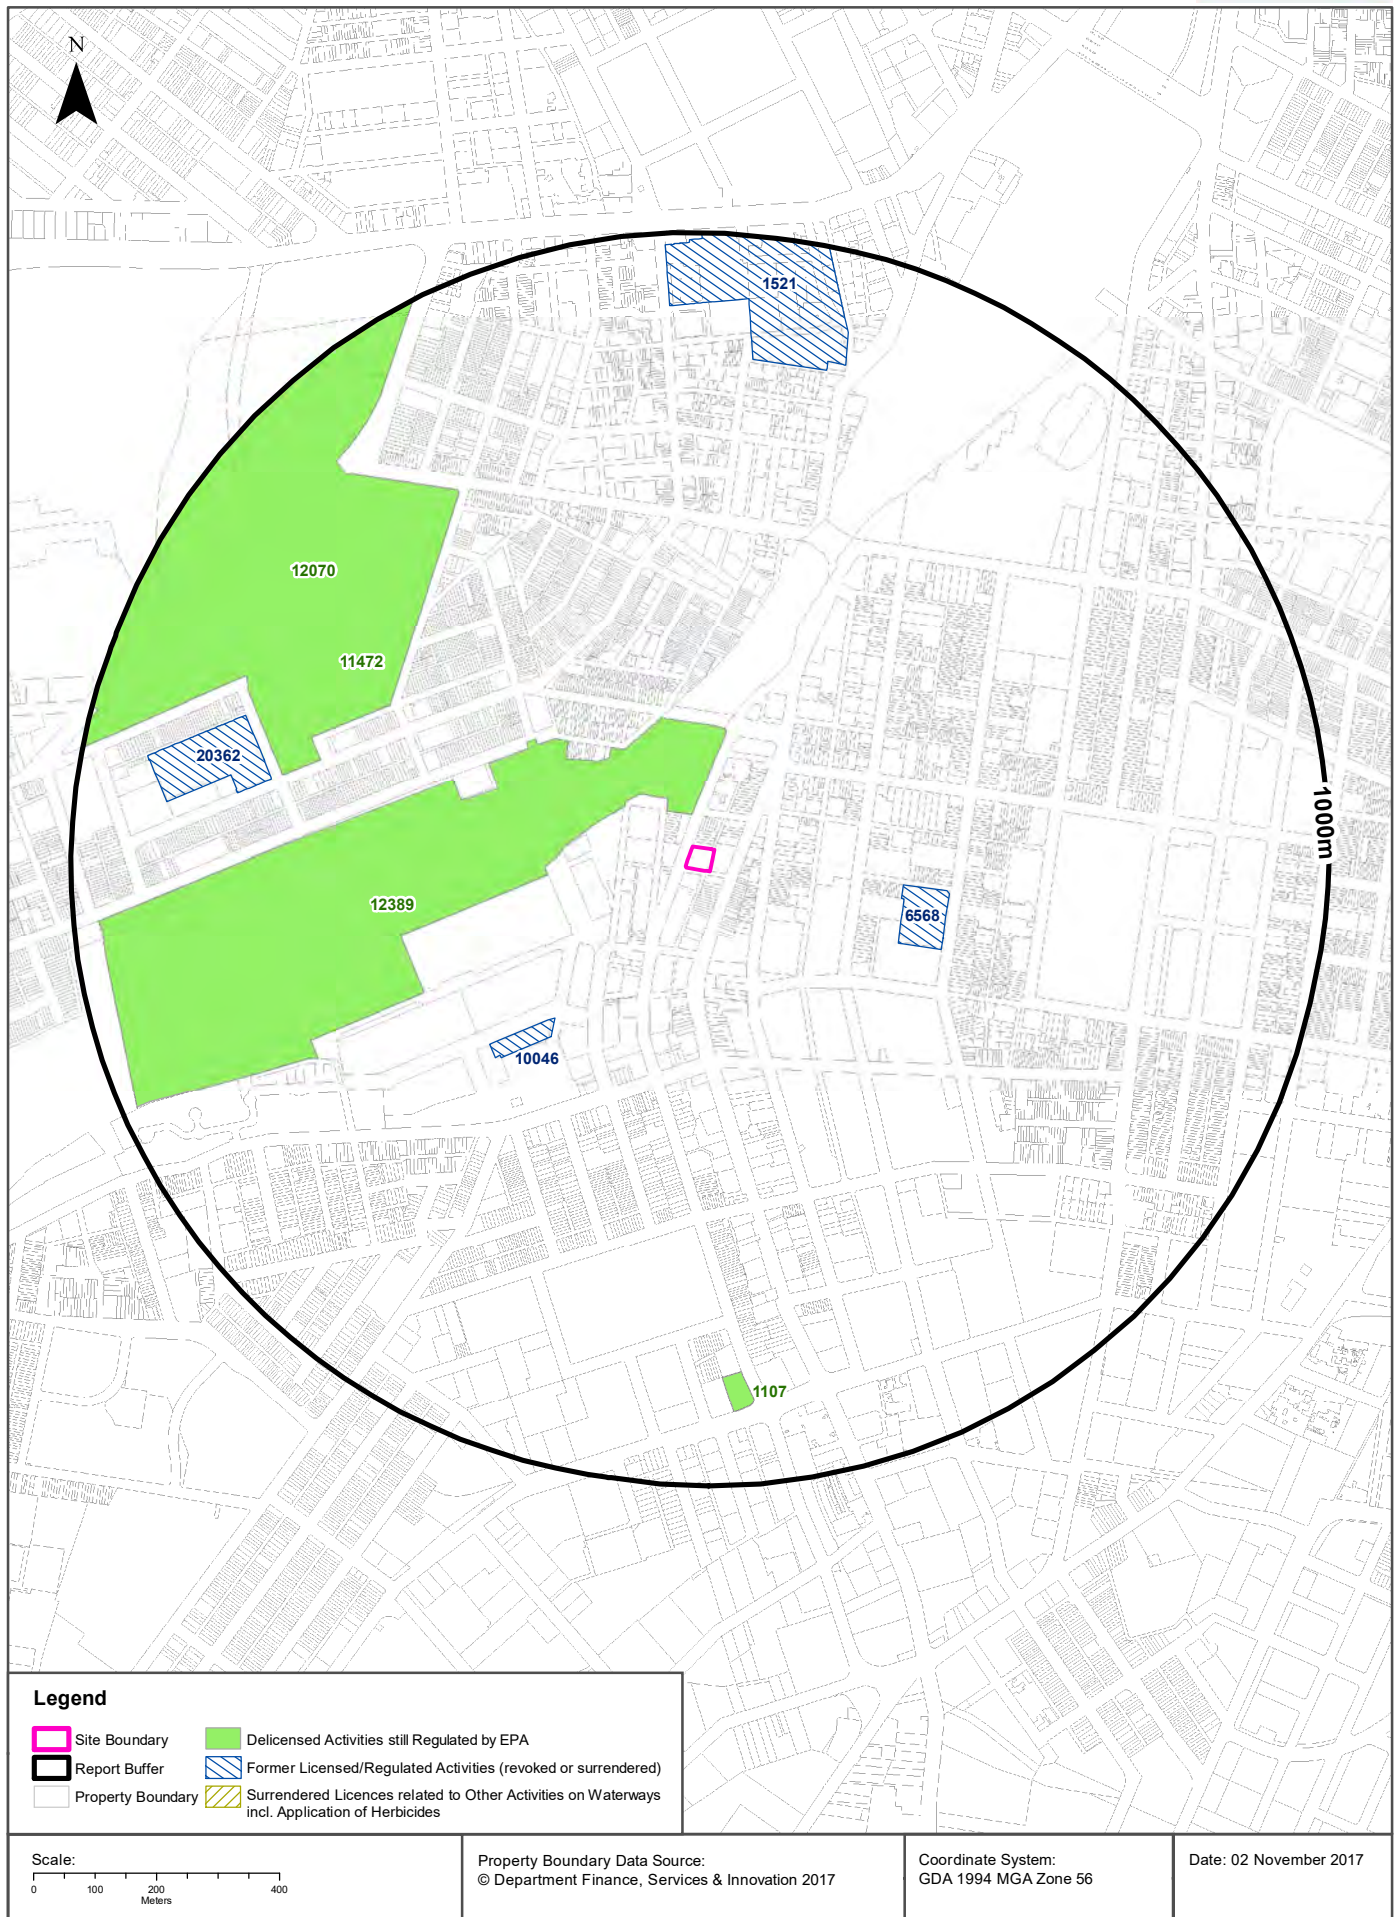 N
1521
12070
11472
20362
1000m
12389
6568
10046
1107
Legend
Site Boundary
Delicensed Activities still Regulated by EPA
Report Buffer
Former Licensed/Regulated Activities (revoked or surrendered)
Property Boundary
Surrendered Licences related to Other Activities on Waterways
incl. Application of Herbicides
Scale:
0 100 200 400
Meters
Property Boundary Data Source:
© Department Finance, Services & Innovation 2017
Coordinate System:
GDA 1994 MGA Zone 56
Date: 02 November 2017